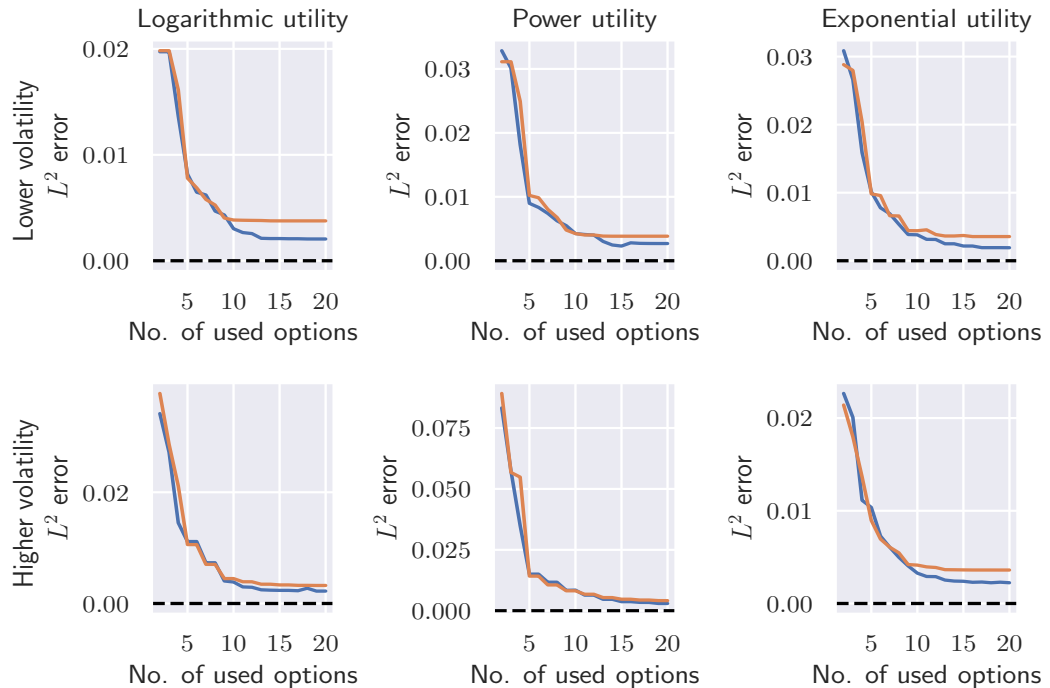 Logarithmic utility
Power utility
Exponential utility
Lower volatility
L² error
0.02
0.01
0.00
5 10 15 20
No. of used options
L² error
0.03
0.02
0.01
0.00
5 10 15 20
No. of used options
L² error
0.03
0.02
0.01
0.00
5 10 15 20
No. of used options
Higher volatility
L² error
0.02
0.00
5 10 15 20
No. of used options
L² error
0.075
0.050
0.025
0.000
5 10 15 20
No. of used options
L² error
0.02
0.01
0.00
5 10 15 20
No. of used options